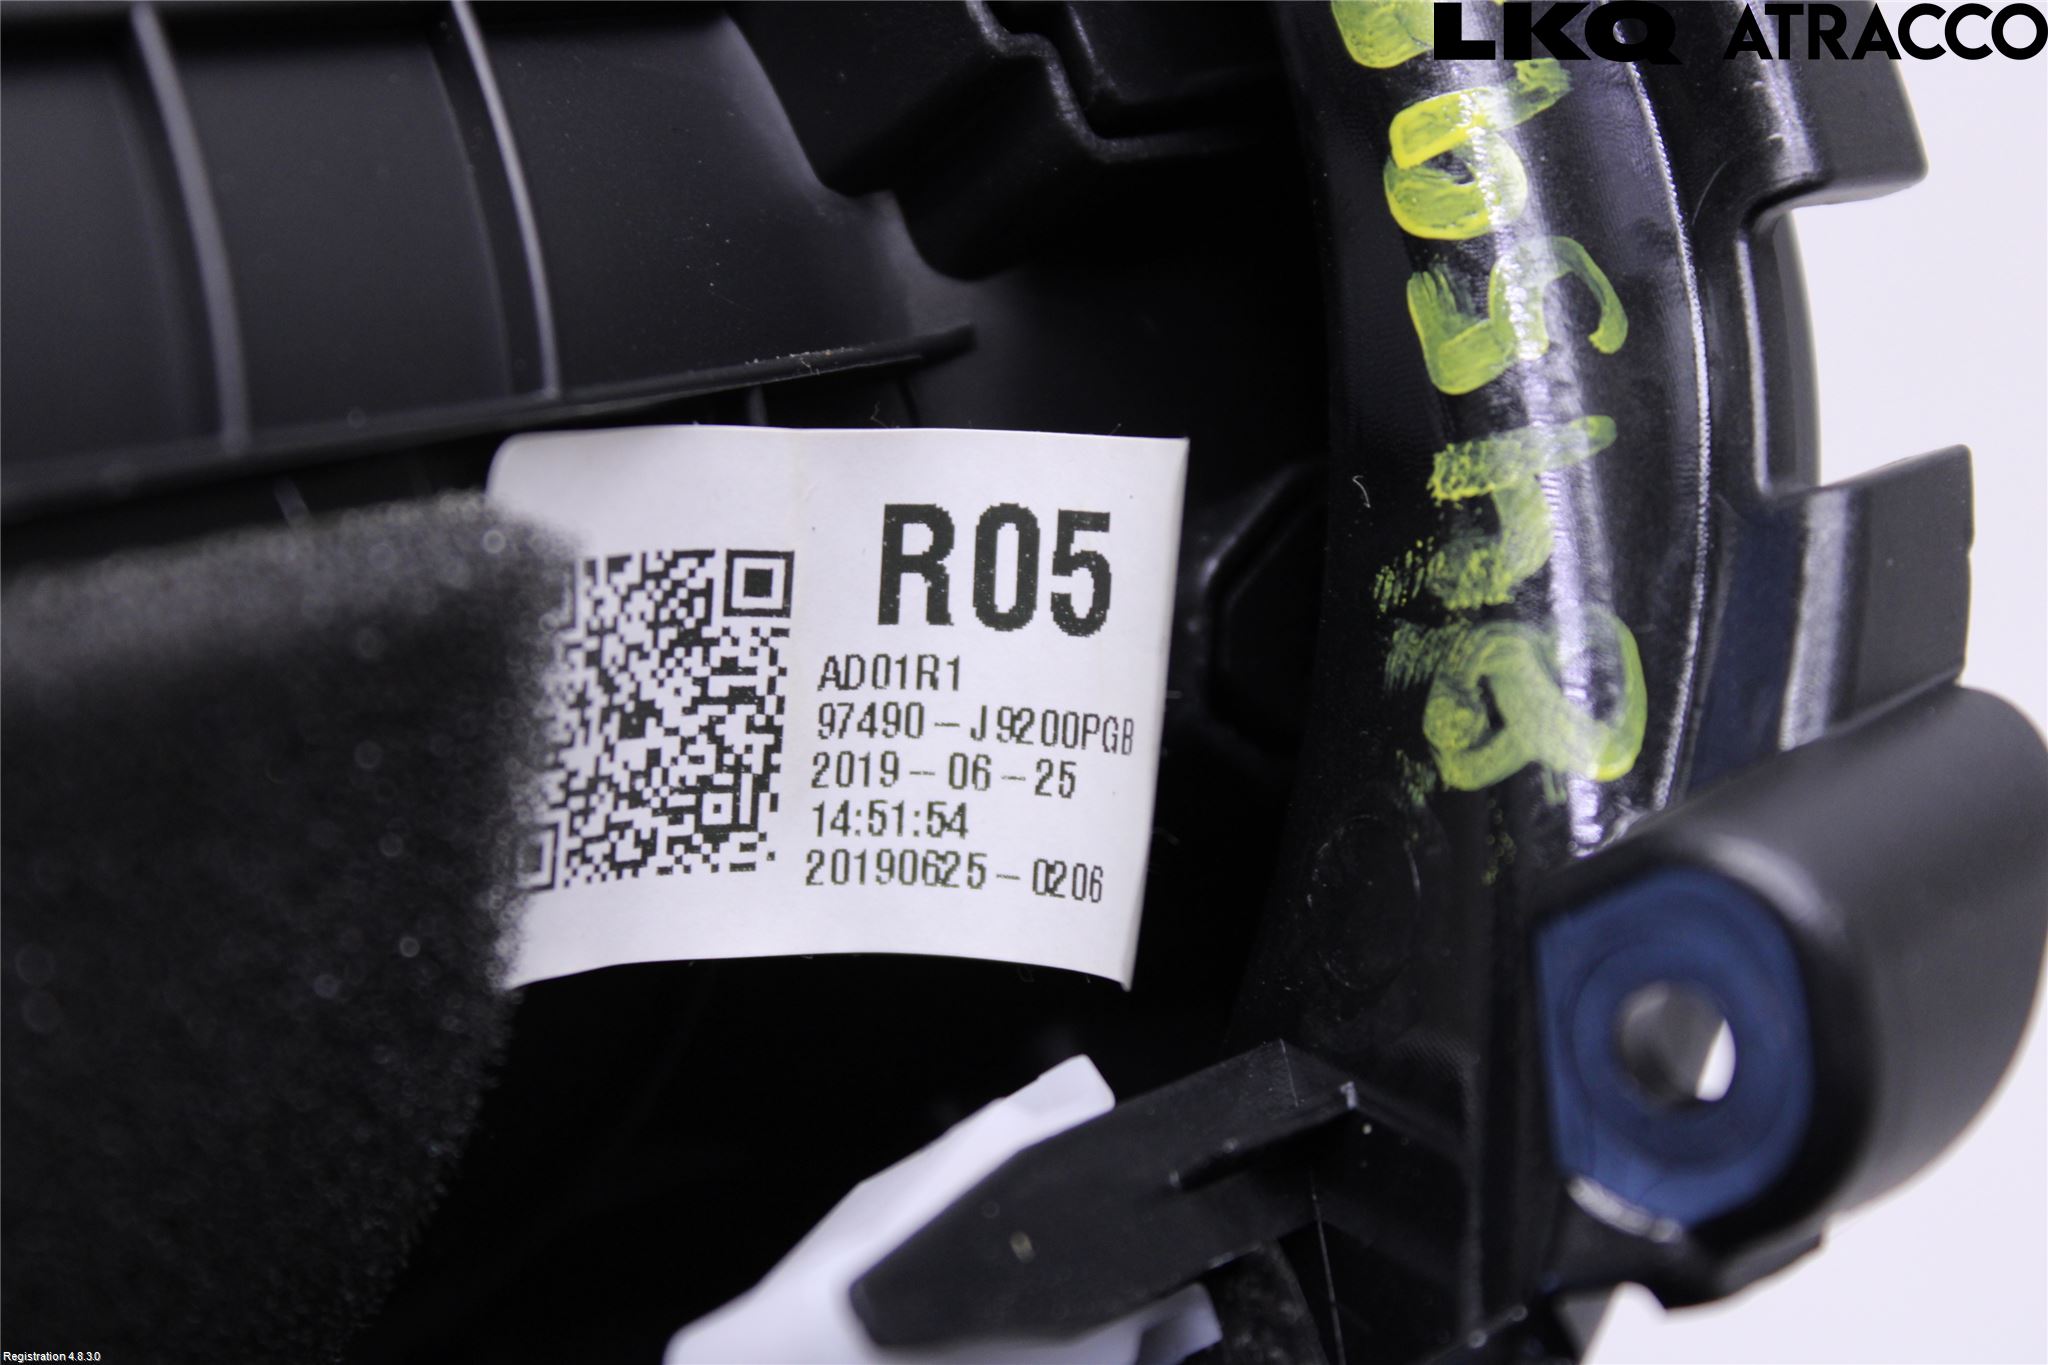 LKQ ATRACCO
R05
AD01R1
97490-J9200PGB
2019-06-25
14:51:54
20190625-0206
Registration 4.8.3.0